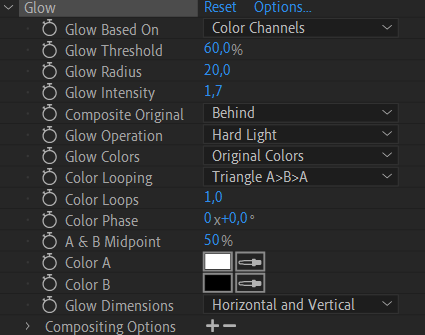 Glow Reset Options...
Glow Based On Color Channels
Glow Threshold 60,0%
Glow Radius 20,0
Glow Intensity 1,7
Composite Original Behind
Glow Operation Hard Light
Glow Colors Original Colors
Color Looping Triangle A>B>A
Color Loops 1,0
Color Phase 0x+0,0°
A & B Midpoint 50%
Color A
Color B
Glow Dimensions Horizontal and Vertical
Compositing Options + −